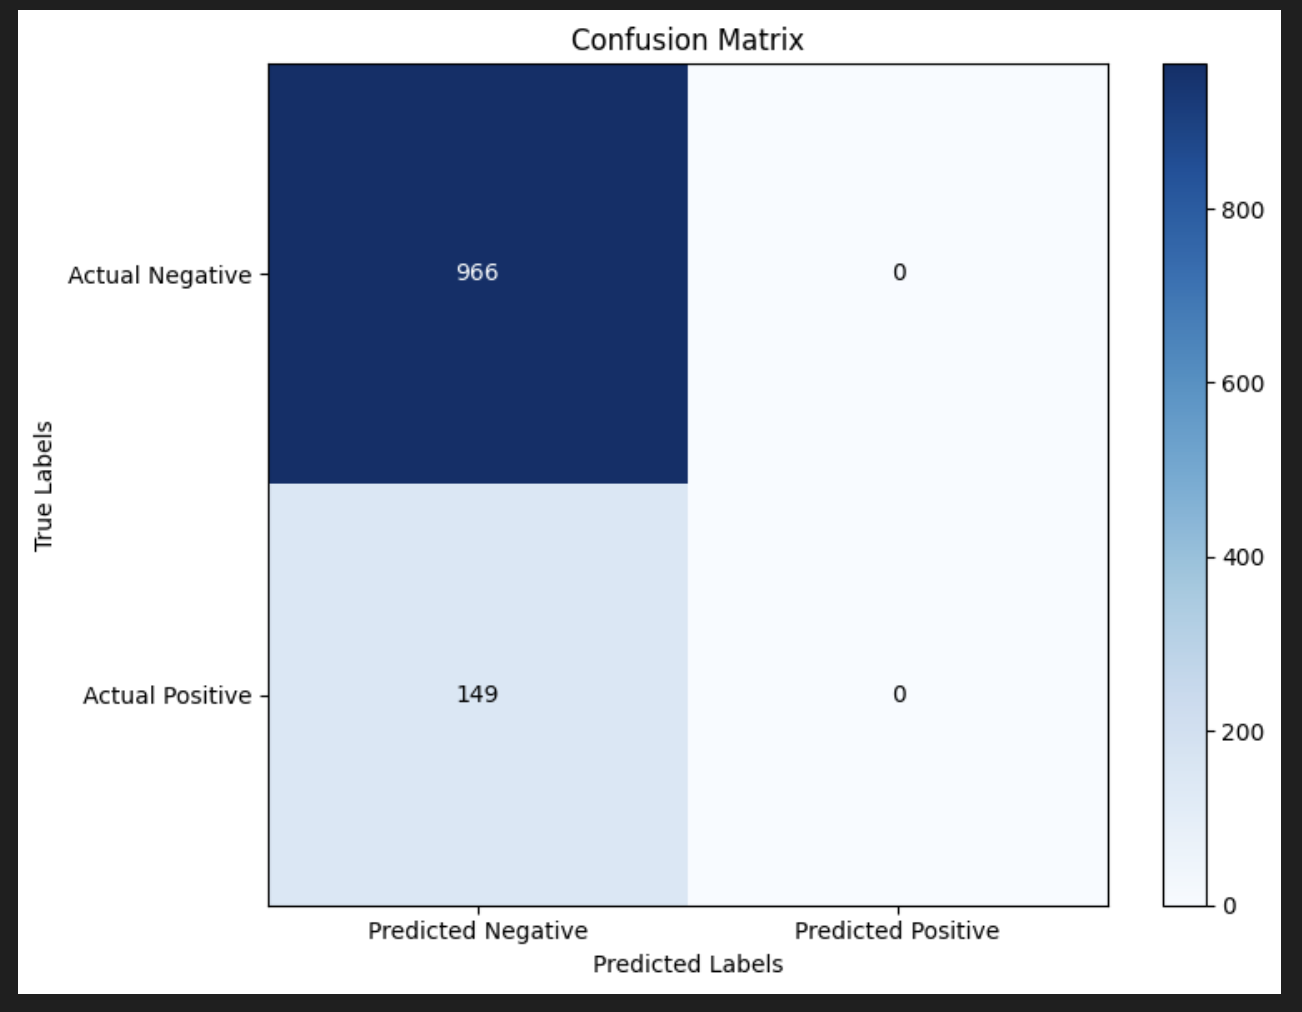 Confusion Matrix
Actual Negative
966
0
Actual Positive
149
0
True Labels
Predicted Negative
Predicted Positive
Predicted Labels
800
600
400
200
0